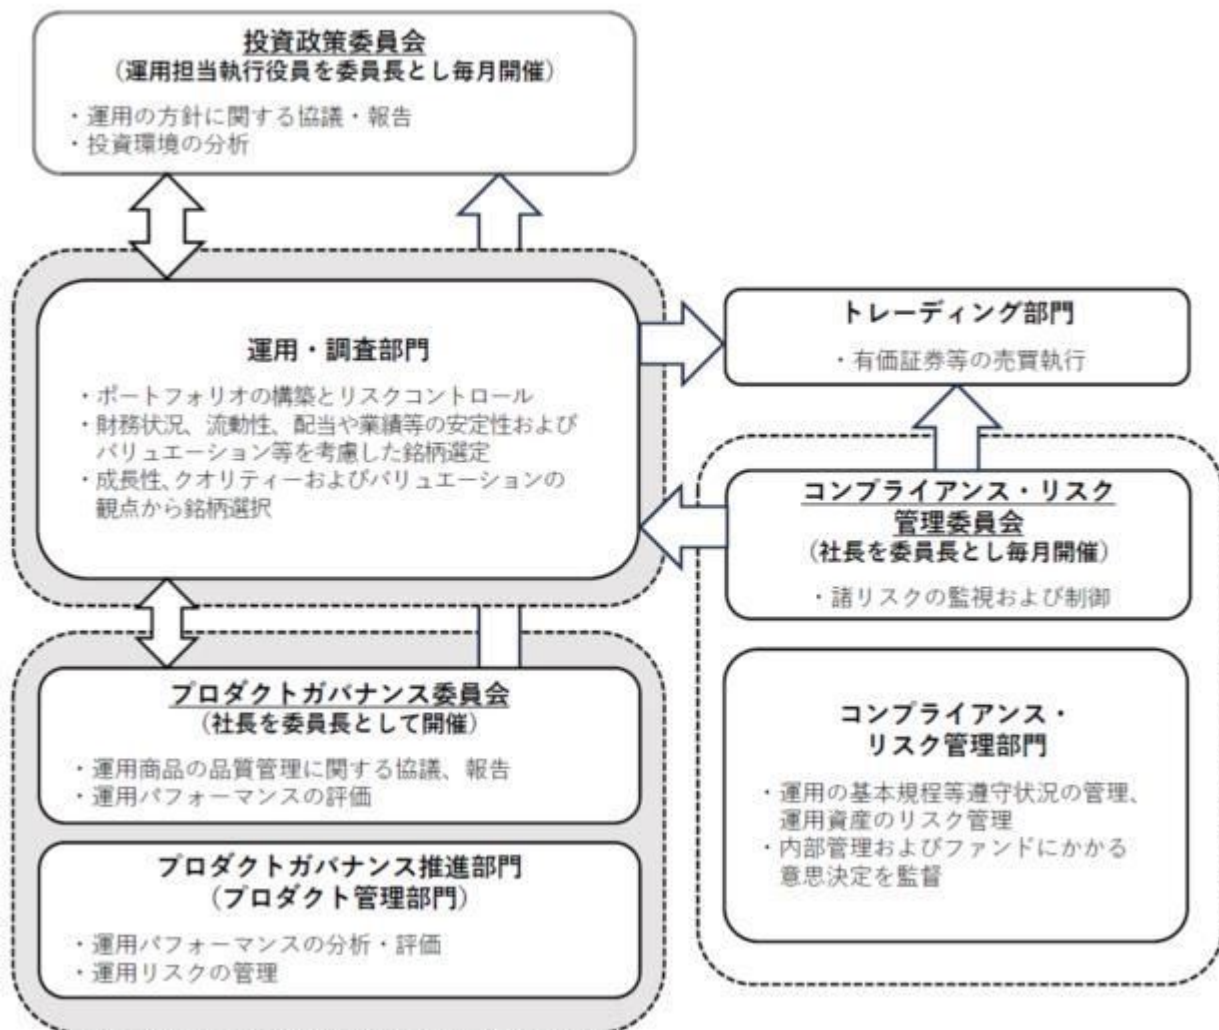 投資政策委員会
（運用担当執行役員を委員長とし毎月開催）
・運用の方針に関する協議・報告
・投資環境の分析
運用・調査部門
・ポートフォリオの構築とリスクコントロール
・財務状況、流動性、配当や業績等の安定性および
バリュエーション等を考慮した銘柄選定
・成長性、クオリティーおよびバリュエーションの
観点から銘柄選択
トレーディング部門
・有価証券等の売買執行
コンプライアンス・リスク
管理委員会
（社長を委員長とし毎月開催）
・諸リスクの監視および制御
コンプライアンス・
リスク管理部門
・運用の基本規程等遵守状況の管理、
運用資産のリスク管理
・内部管理およびファンドにかかる
意思決定を監督
プロダクトガバナンス委員会
（社長を委員長として開催）
・運用商品の品質管理に関する協議、報告
・運用パフォーマンスの評価
プロダクトガバナンス推進部門
（プロダクト管理部門）
・運用パフォーマンスの分析・評価
・運用リスクの管理